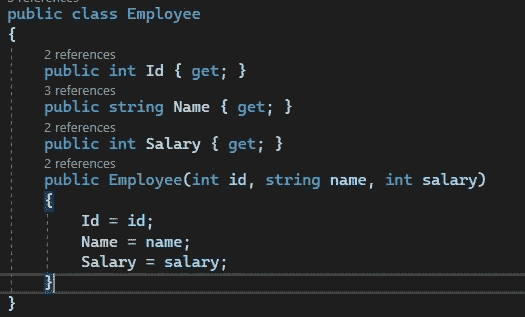 references
public class Employee
{
2 references
public int Id { get; }
3 references
public string Name { get; }
2 references
public int Salary { get; }
2 references
public Employee(int id, string name, int salary)
{
Id = id;
Name = name;
Salary = salary;
}
}